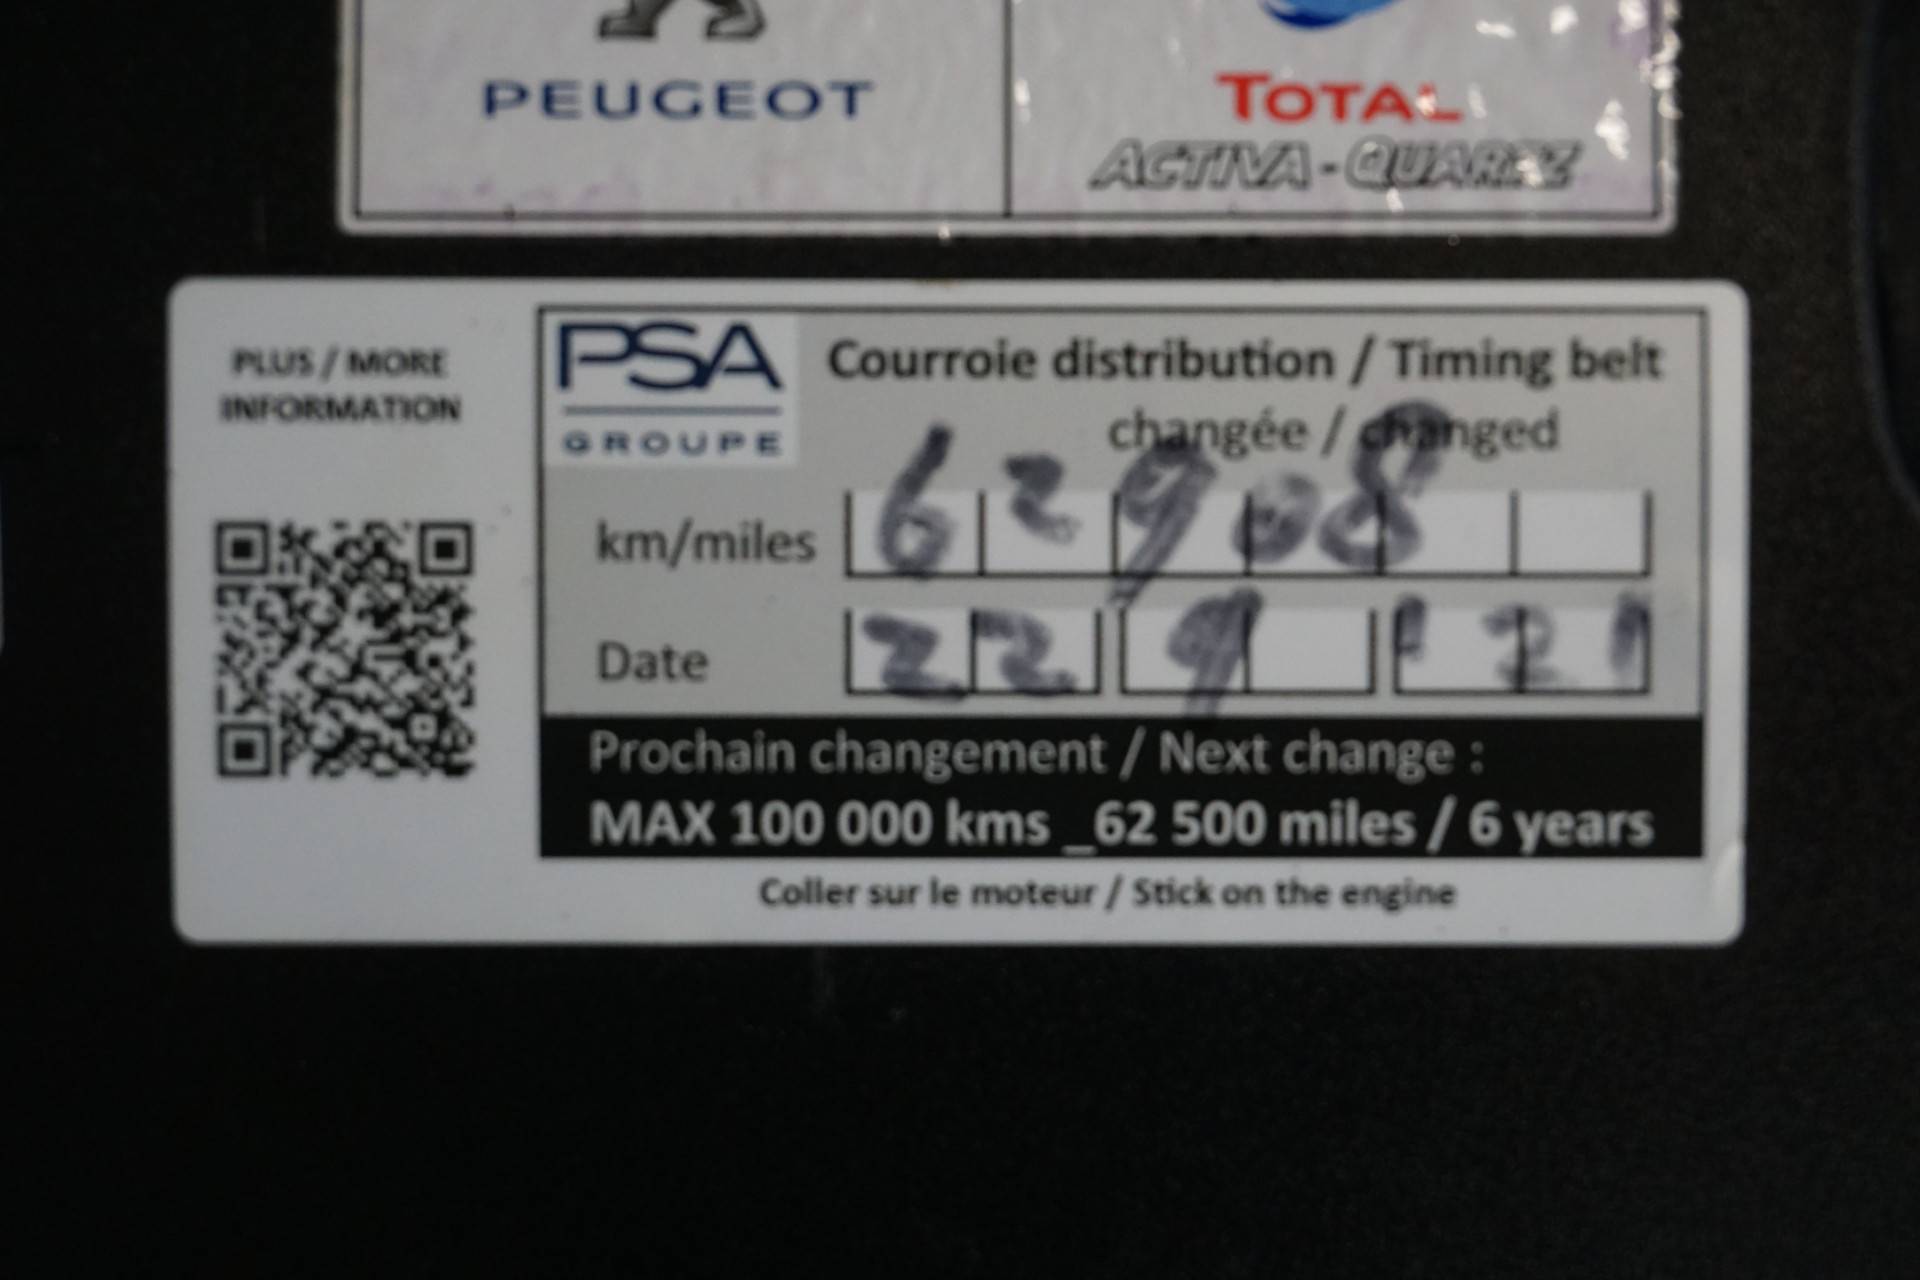 PEUGEOT
TOTAL
ACTIVA - QUARTZ
PLUS / MORE
INFORMATION
PSA
GROUPE
Courroie distribution / Timing belt
changée / changed
km/miles 62908
Date 22 9 '21
Prochain changement / Next change :
MAX 100 000 kms _62 500 miles / 6 years
Coller sur le moteur / Stick on the engine